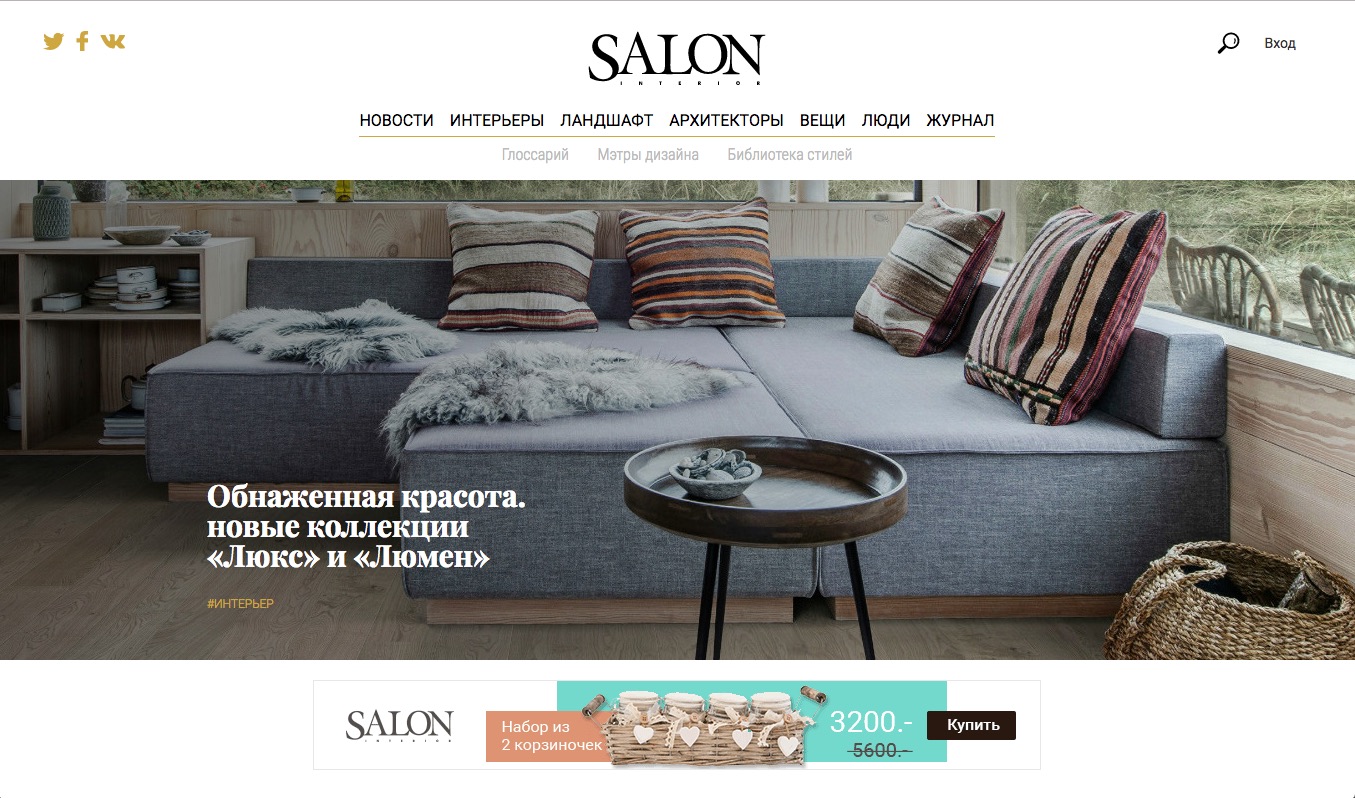 SALON
INTERIOR
Вход
НОВОСТИ ИНТЕРЬЕРЫ ЛАНДШАФТ АРХИТЕКТОРЫ ВЕЩИ ЛЮДИ ЖУРНАЛ
Глоссарий Мэтры дизайна Библиотека стилей
Обнаженная красота.
новые коллекции
«Люкс» и «Люмен»
#ИНТЕРЬЕР
SALON
INTERIOR
Набор из
2 корзиночек
3200.-
5600.-
Купить